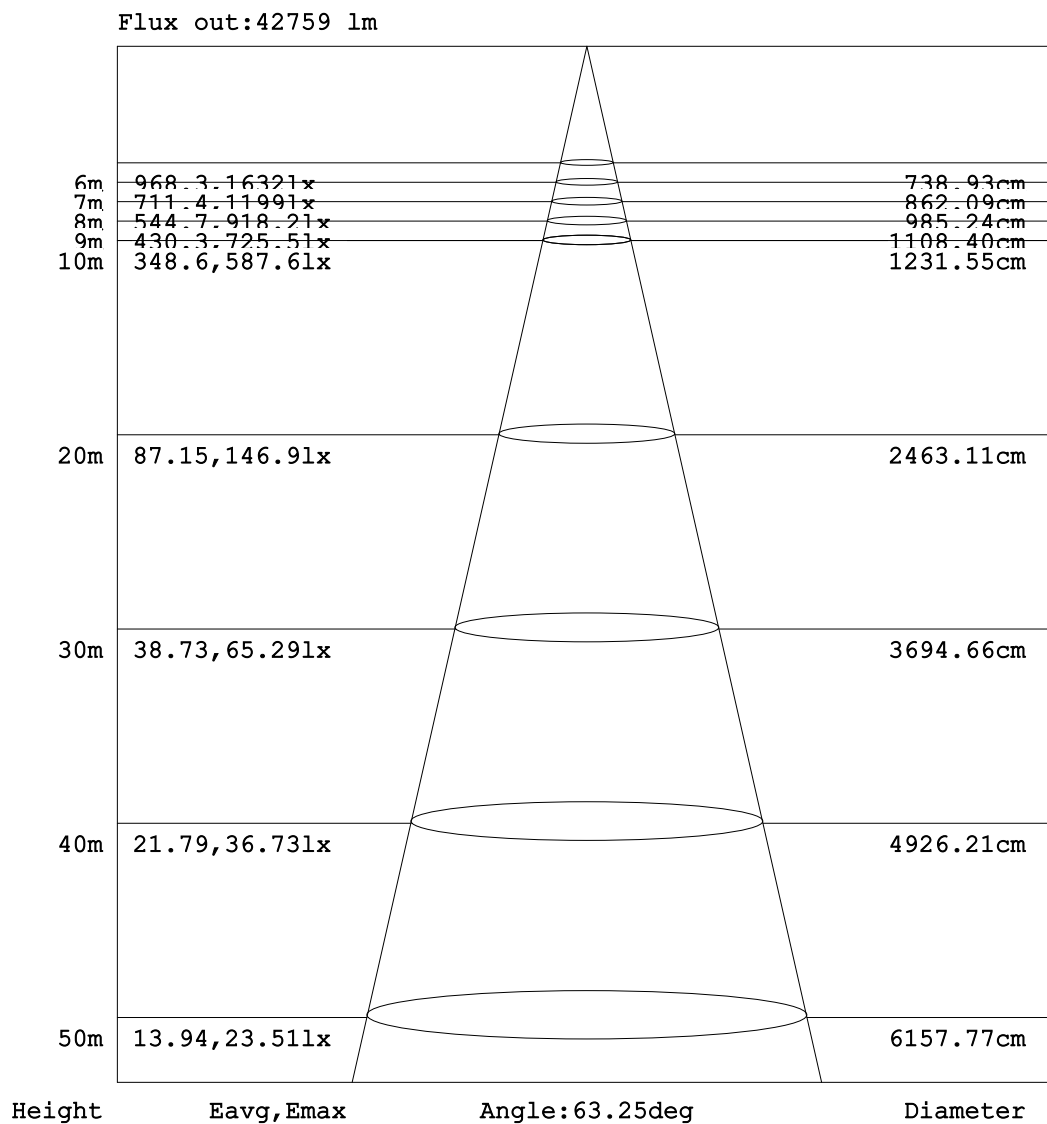 Flux out:42759 lm
6m 968.3,1632lx 738.93cm
7m 711.4,1199lx 862.09cm
8m 544.7,918.2lx 985.24cm
9m 430.3,725.5lx 1108.40cm
10m 348.6,587.6lx 1231.55cm
20m 87.15,146.9lx 2463.11cm
30m 38.73,65.29lx 3694.66cm
40m 21.79,36.73lx 4926.21cm
50m 13.94,23.51lx 6157.77cm
Height Eavg,Emax Angle:63.25deg Diameter